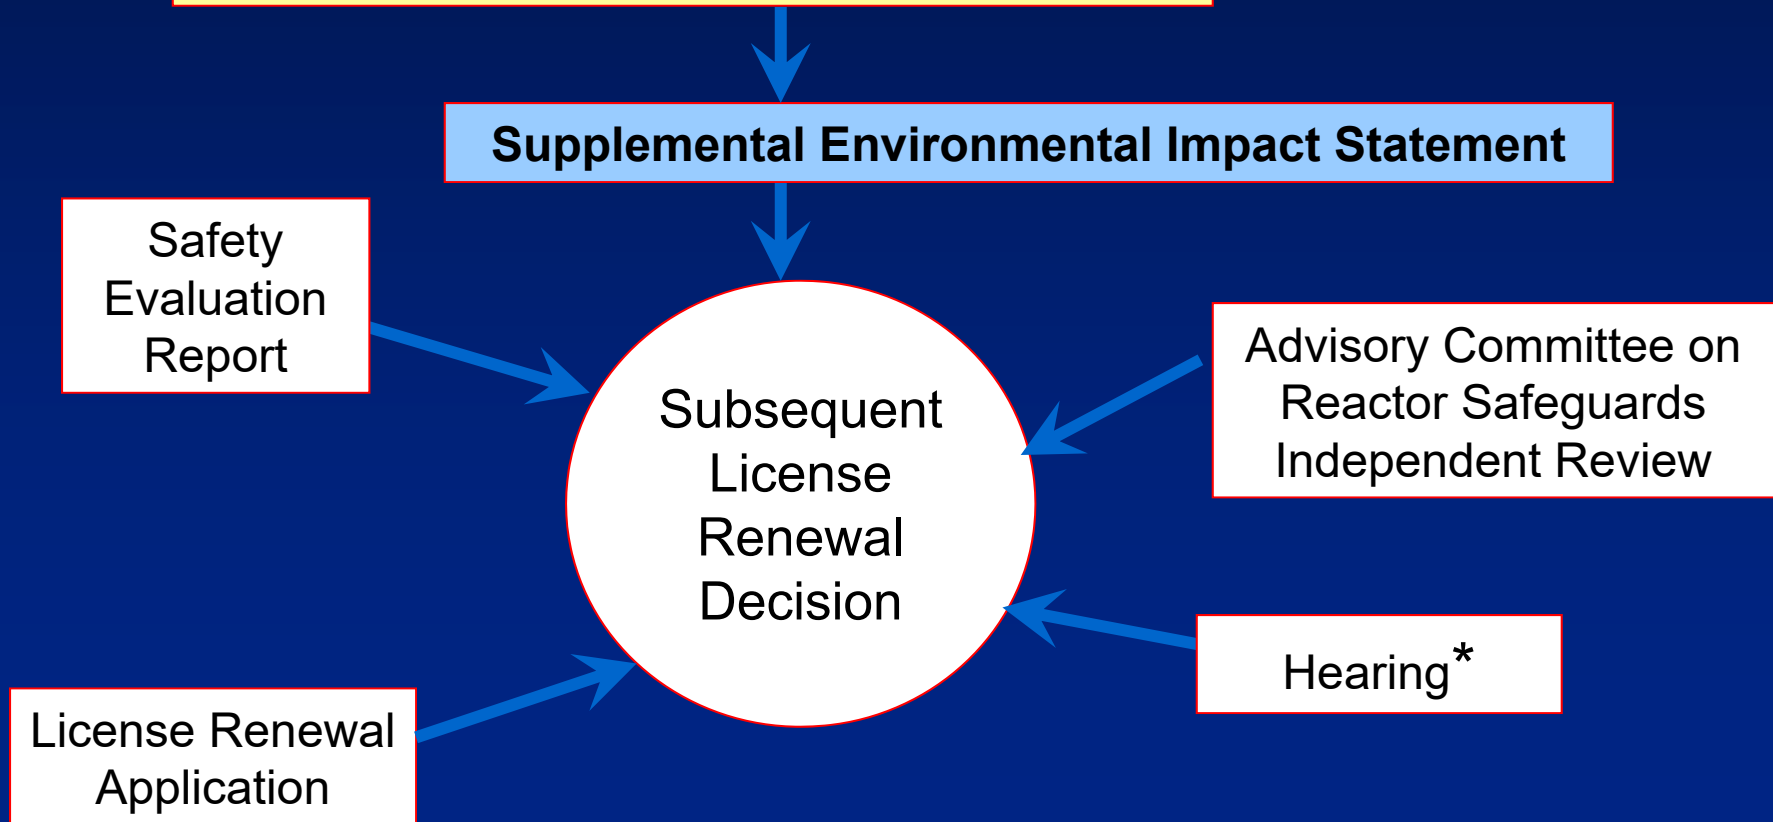 Supplemental Environmental Impact Statement
Safety
Evaluation
Report
Subsequent
License
Renewal
Decision
Advisory Committee on
Reactor Safeguards
Independent Review
Hearing*
License Renewal
Application